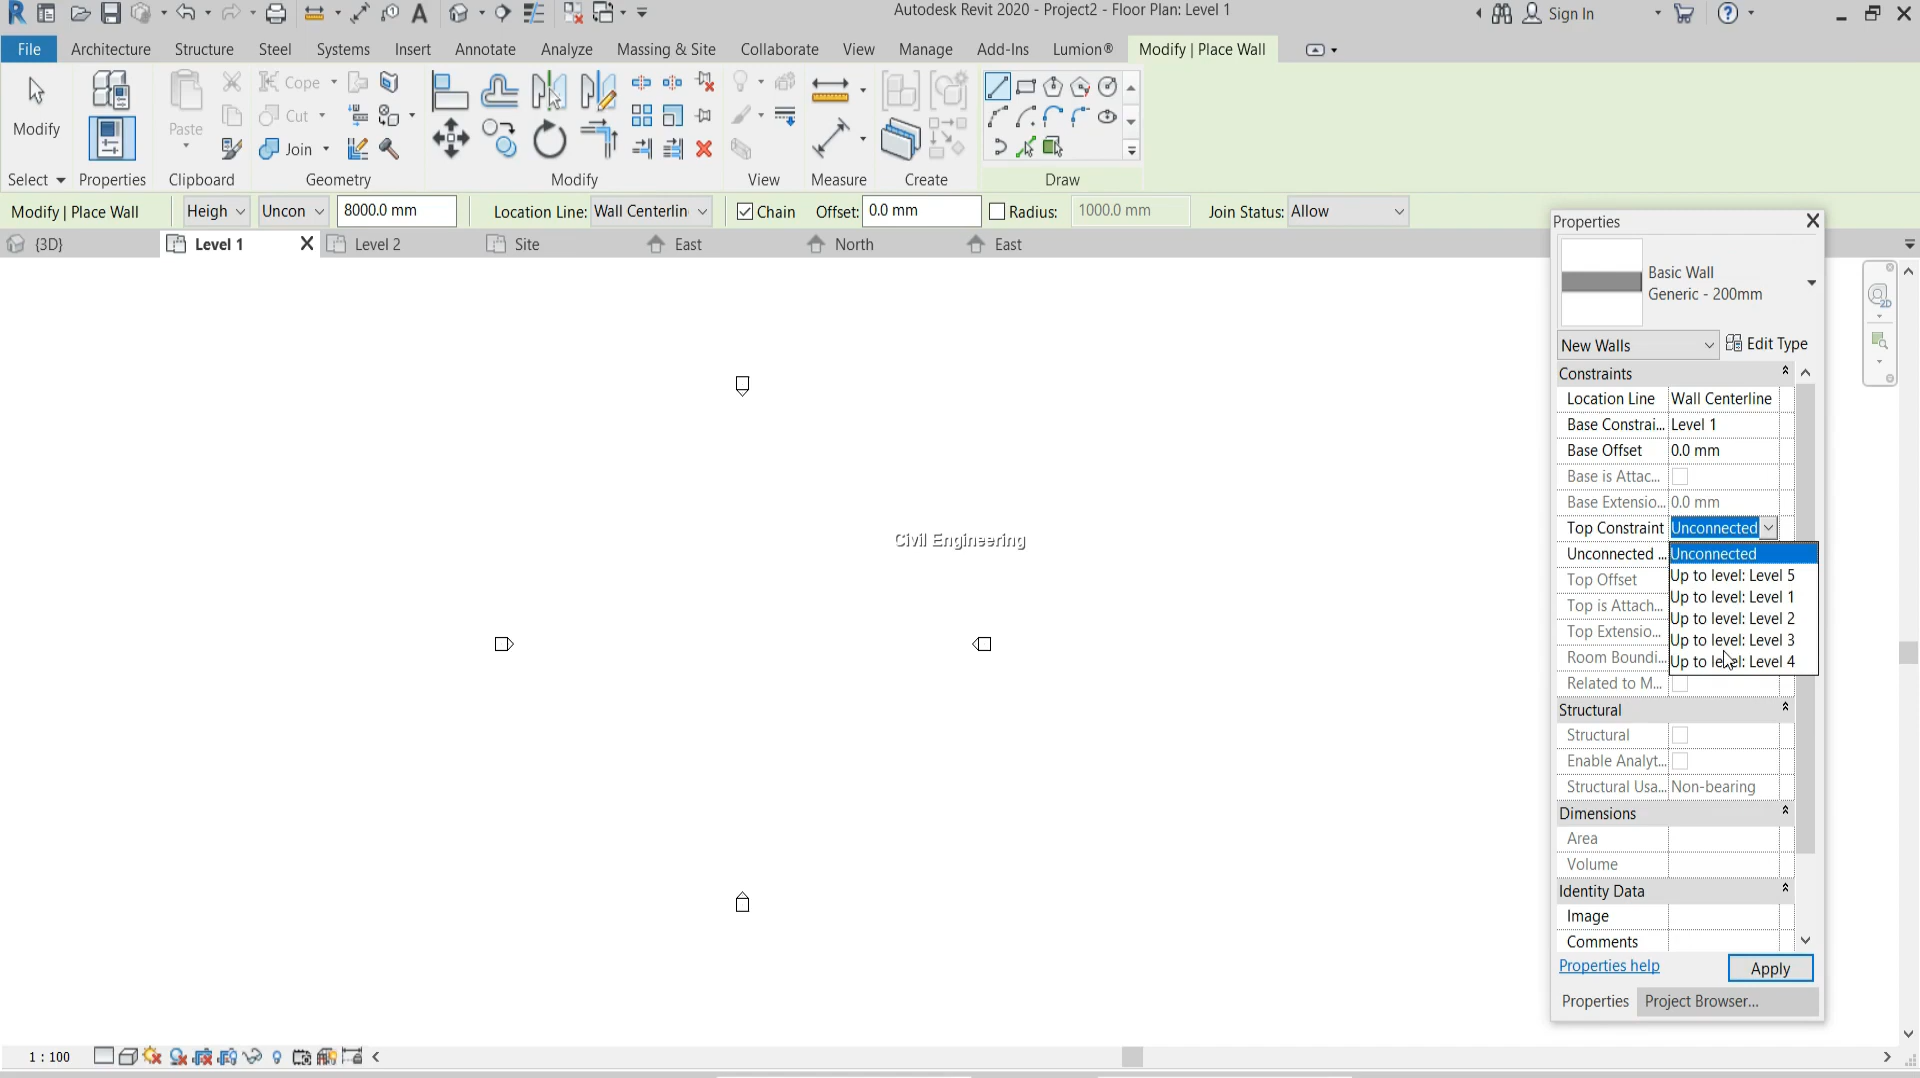 Autodesk Revit 2020 - Project2 - Floor Plan: Level 1
Sign In
File Architecture Structure Steel Systems Insert Annotate Analyze Massing & Site Collaborate View Manage Add-Ins Lumion® Modify | Place Wall
Modify
Paste
Cope
Cut
Join
Select Properties Clipboard Geometry Modify View Measure Create Draw
Modify | Place Wall Heigh Uncon 8000.0 mm Location Line: Wall Centerlin Chain Offset: 0.0 mm Radius: 1000.0 mm Join Status: Allow
{3D} Level 1 Level 2 Site East North East
Civil Engineering
Properties
Basic Wall
Generic - 200mm
New Walls Edit Type
Constraints
Location Line Wall Centerline
Base Constrai... Level 1
Base Offset 0.0 mm
Base is Attac...
Base Extensio... 0.0 mm
Top Constraint Unconnected
Unconnected ...
Top Offset
Top is Attach...
Top Extensio...
Room Boundi...
Related to M...
Unconnected
Up to level: Level 5
Up to level: Level 1
Up to level: Level 2
Up to level: Level 3
Up to level: Level 4
Structural
Structural
Enable Analyt...
Structural Usa... Non-bearing
Dimensions
Area
Volume
Identity Data
Image
Comments
Properties help Apply
Properties Project Browser...
1 : 100
2D